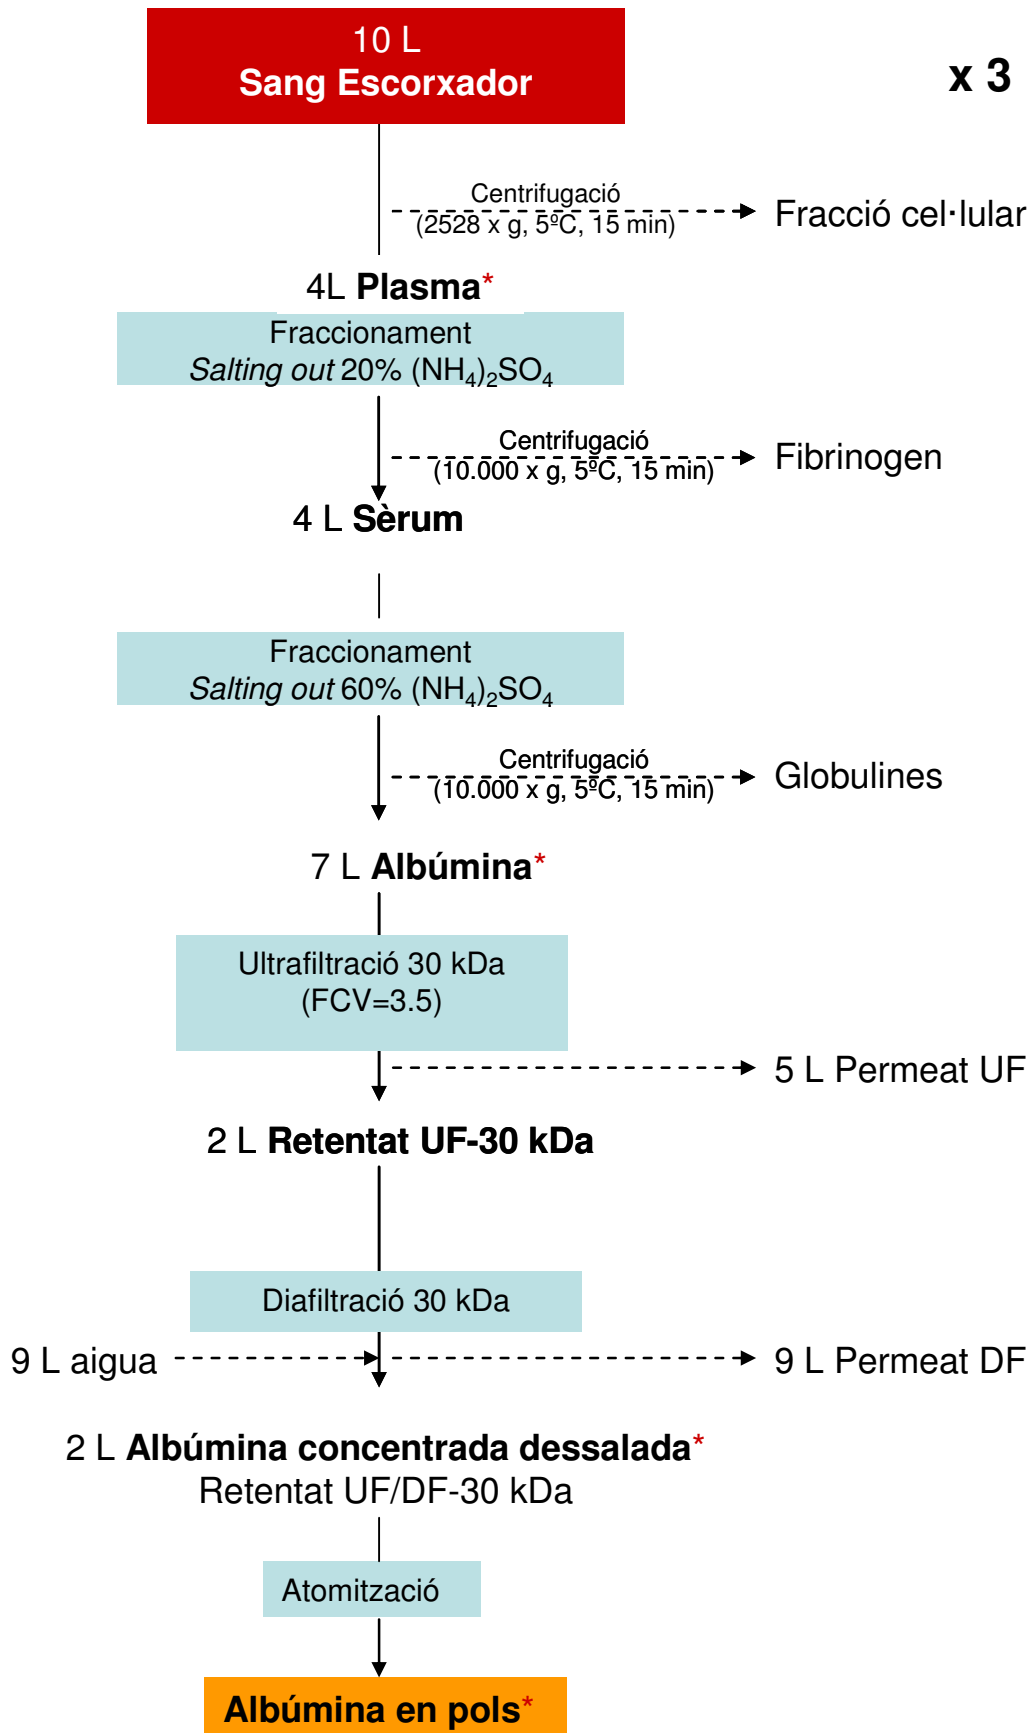 10 L
Sang Escorxador
x 3
Centrifugació
(2528 x g, 5ºC, 15 min)
Fracció cel·lular
4L Plasma*
Fraccionament
Salting out 20% (NH₄)₂SO₄
Centrifugació
(10.000 x g, 5ºC, 15 min)
Fibrinogen
4 L Sèrum
Fraccionament
Salting out 60% (NH₄)₂SO₄
Centrifugació
(10.000 x g, 5ºC, 15 min)
Globulines
7 L Albúmina*
Ultrafiltració 30 kDa
(FCV=3.5)
5 L Permeat UF
2 L Retentat UF-30 kDa
Diafiltració 30 kDa
9 L aigua
9 L Permeat DF
2 L Albúmina concentrada dessalada*
Retentat UF/DF-30 kDa
Atomització
Albúmina en pols*